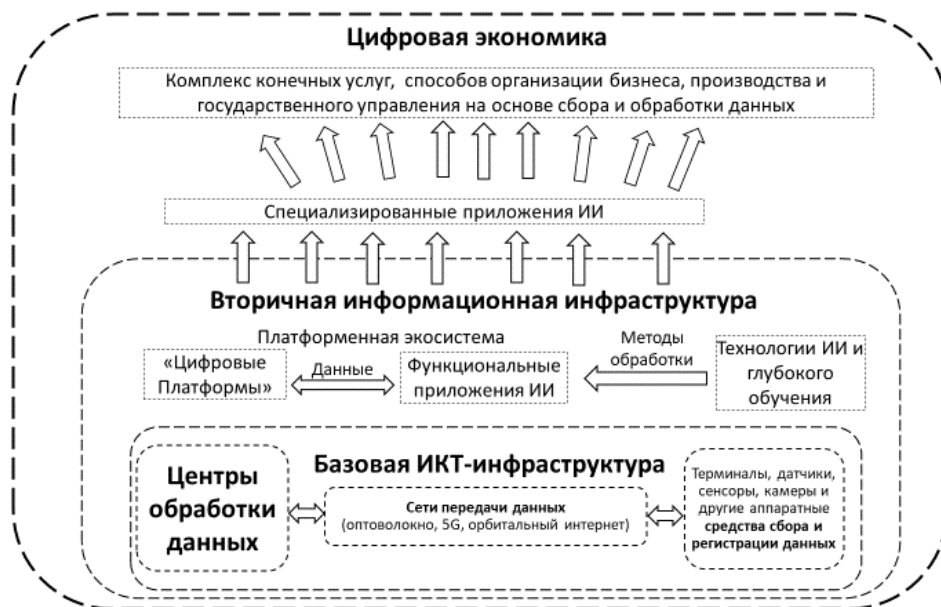 Цифровая экономика
Комплекс конечных услуг, способов организации бизнеса, производства и
государственного управления на основе сбора и обработки данных
Специализированные приложения ИИ
Вторичная информационная инфраструктура
Платформенная экосистема
«Цифровые
Платформы»
Данные
Функциональные
приложения ИИ
Методы
обработки
Технологии ИИ и
глубокого
обучения
Базовая ИКТ-инфраструктура
Центры
обработки
данных
Сети передачи данных
(оптоволокно, 5G, орбитальный интернет)
Терминалы, датчики,
сенсоры, камеры и
другие аппаратные
средства сбора и
регистрации данных